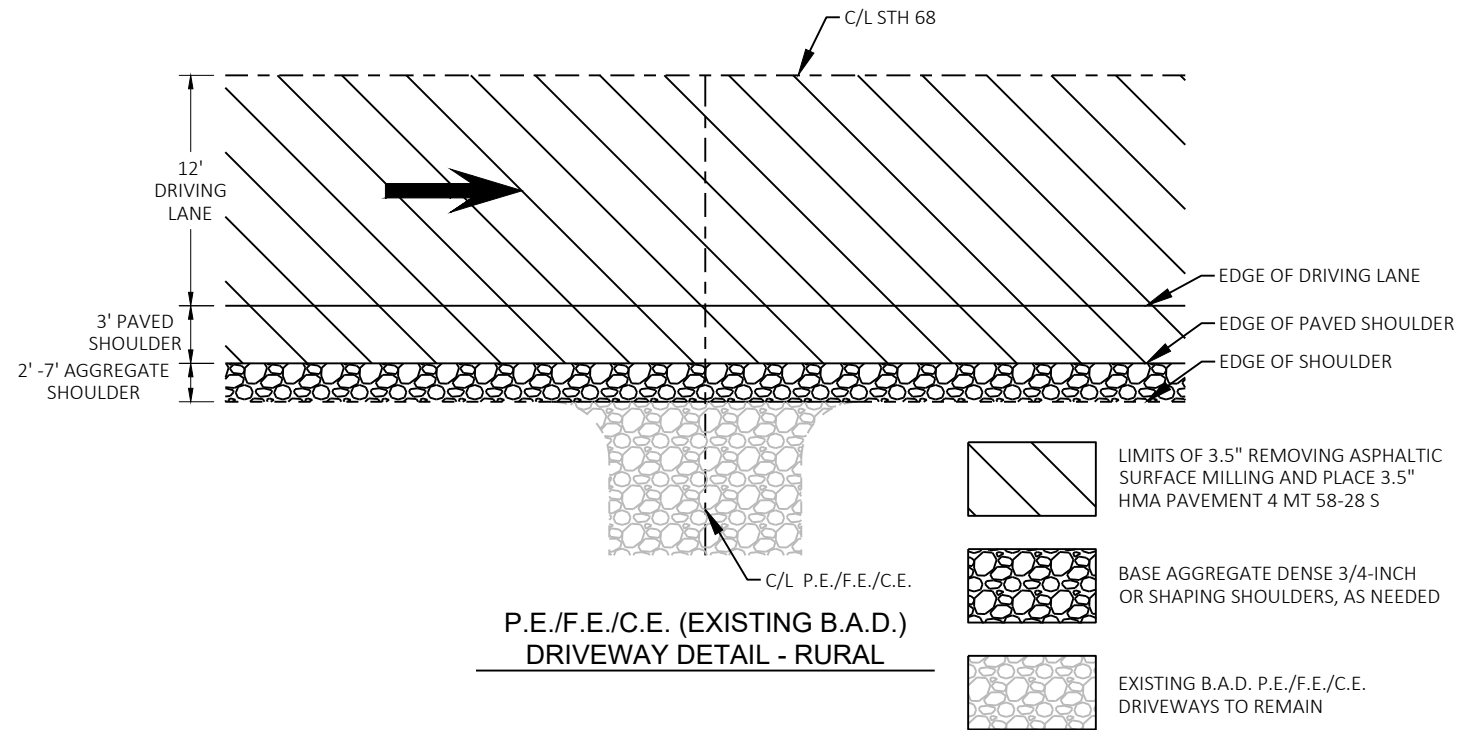 C/L STH 68
12'
DRIVING
LANE
EDGE OF DRIVING LANE
3' PAVED
SHOULDER
EDGE OF PAVED SHOULDER
2' -7' AGGREGATE
SHOULDER
EDGE OF SHOULDER
LIMITS OF 3.5" REMOVING ASPHALTIC
SURFACE MILLING AND PLACE 3.5"
HMA PAVEMENT 4 MT 58-28 S
C/L P.E./F.E./C.E.
BASE AGGREGATE DENSE 3/4-INCH
OR SHAPING SHOULDERS, AS NEEDED
P.E./F.E./C.E. (EXISTING B.A.D.)
DRIVEWAY DETAIL - RURAL
EXISTING B.A.D. P.E./F.E./C.E.
DRIVEWAYS TO REMAIN